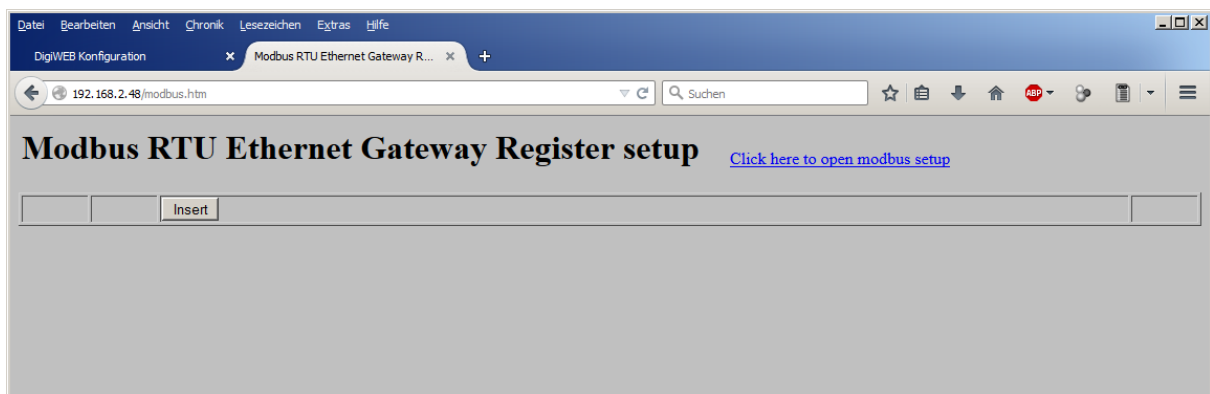 Datei Bearbeiten Ansicht Chronik Lesezeichen Extras Hilfe
DigiWEB Konfiguration Modbus RTU Ethernet Gateway R...
192.168.2.48/modbus.htm Suchen ABP
Modbus RTU Ethernet Gateway Register setup Click here to open modbus setup
Insert